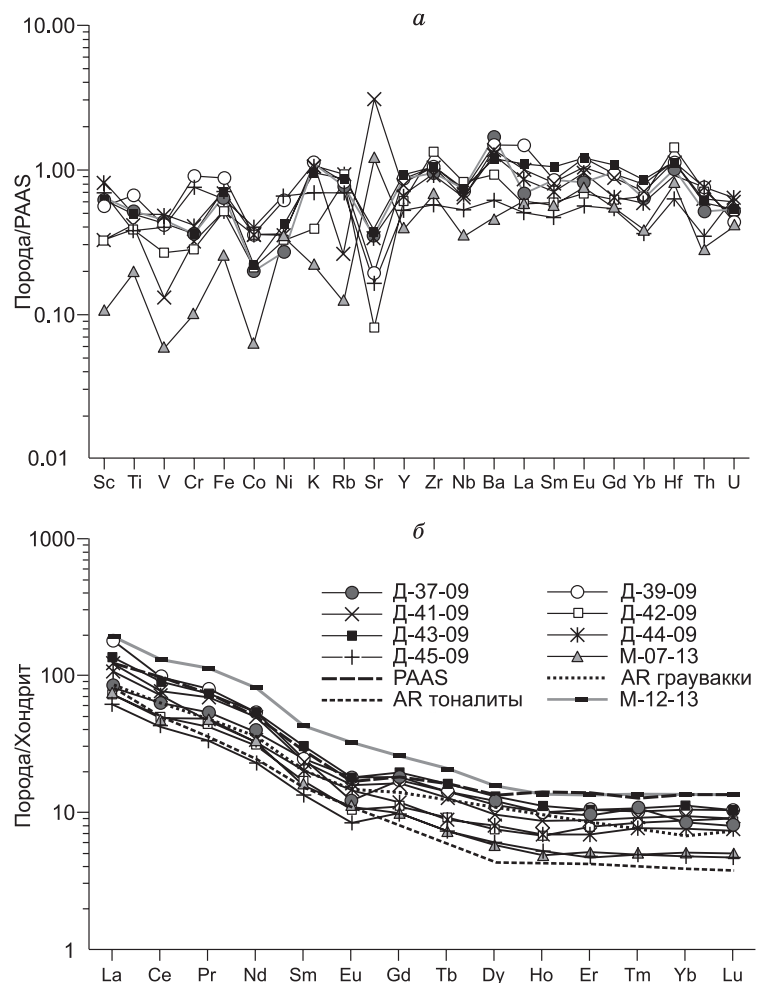 а
10.00
1.00
0.10
0.01
Порода/PAAS
Sc Ti V Cr Fe Co Ni K Rb Sr Y Zr Nb Ba La Sm Eu Gd Yb Hf Th U
б
1000
100
10
1
Порода/Хондрит
Д-37-09 Д-39-09
Д-41-09 Д-42-09
Д-43-09 Д-44-09
Д-45-09 М-07-13
PAAS AR граувакки
AR тоналиты М-12-13
La Ce Pr Nd Sm Eu Gd Tb Dy Ho Er Tm Yb Lu